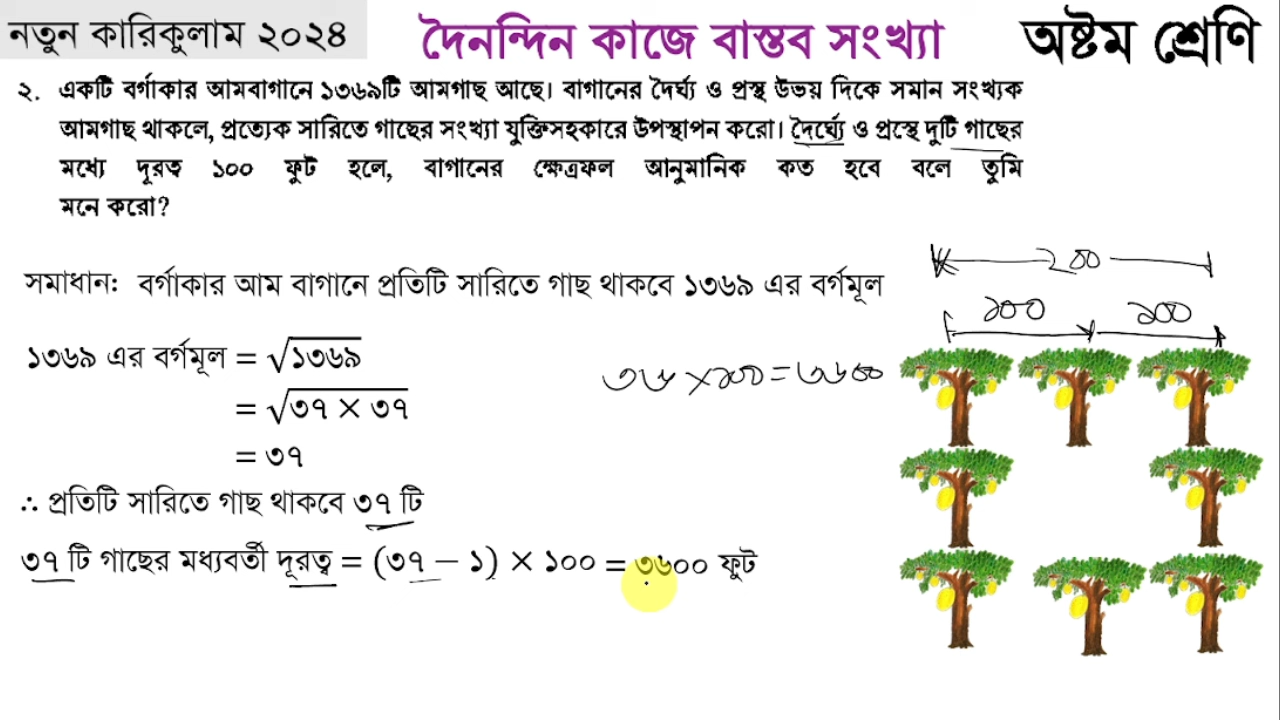 নতুন কারিকুলাম ২০২৪
দৈনন্দিন কাজে বাস্তব সংখ্যা
অষ্টম শ্রেণি
২. একটি বর্গাকার আমবাগানে ১৩৬৯টি আমগাছ আছে। বাগানের দৈর্ঘ্য ও প্রস্থ উভয় দিকে সমান সংখ্যক
আমগাছ থাকলে, প্রত্যেক সারিতে গাছের সংখ্যা যুক্তিসহকারে উপস্থাপন করো। দৈর্ঘ্যে ও প্রস্থে দুটি গাছের
মধ্যে দূরত্ব ১০০ ফুট হলে, বাগানের ক্ষেত্রফল আনুমানিক কত হবে বলে তুমি
মনে করো?
সমাধান: বর্গাকার আম বাগানে প্রতিটি সারিতে গাছ থাকবে ১৩৬৯ এর বর্গমূল
২০০
১০০ ১০০
১৩৬৯ এর বর্গমূল = √১৩৬৯
৩৬ × ১০০ = ৩৬০০
= √৩৭ × ৩৭
= ৩৭
∴ প্রতিটি সারিতে গাছ থাকবে ৩৭ টি
৩৭ টি গাছের মধ্যবর্তী দূরত্ব = (৩৭ − ১) × ১০০ = ৩৬০০ ফুট